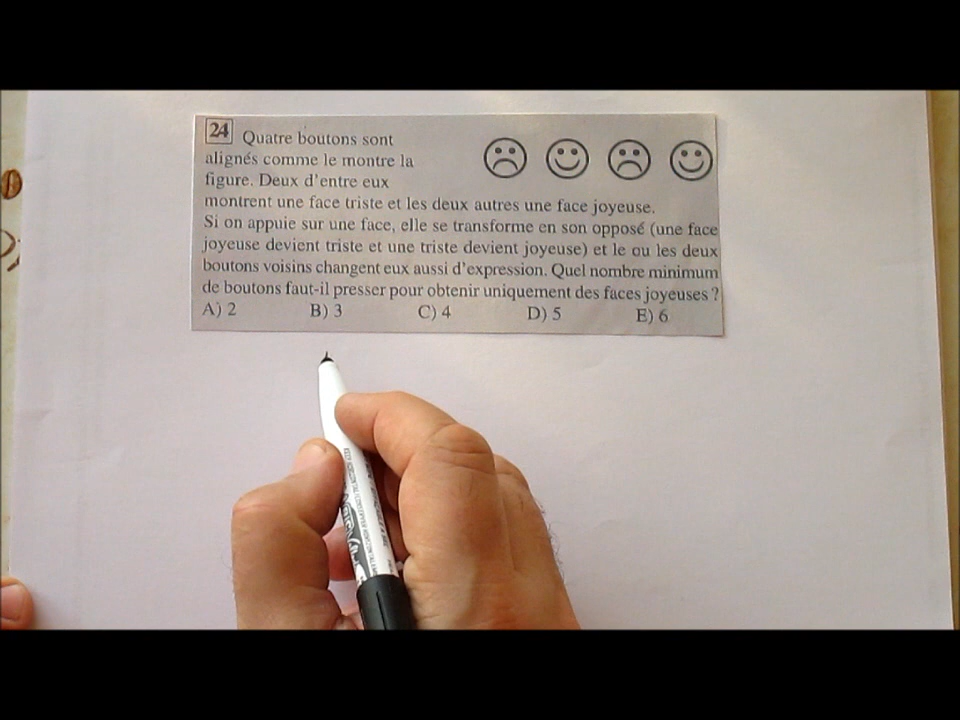 24 Quatre boutons sont
alignés comme le montre la
figure. Deux d'entre eux
montrent une face triste et les deux autres une face joyeuse.
Si on appuie sur une face, elle se transforme en son opposé (une face
joyeuse devient triste et une triste devient joyeuse) et le ou les deux
boutons voisins changent eux aussi d'expression. Quel nombre minimum
de boutons faut-il presser pour obtenir uniquement des faces joyeuses ?
A) 2 B) 3 C) 4 D) 5 E) 6